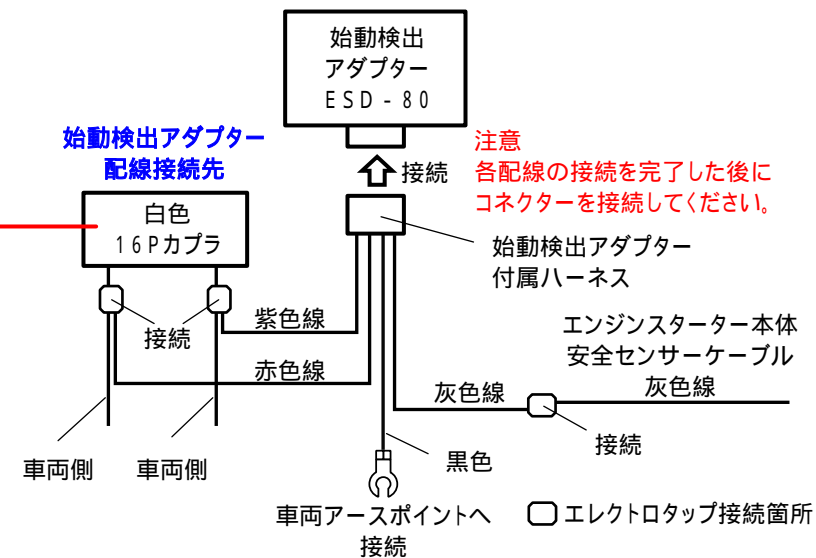 始動検出
アダプター
ESD-80
始動検出アダプター
配線接続先
注意
各配線の接続を完了した後に
コネクターを接続してください。
接続
白色
16Pカプラ
始動検出アダプター
付属ハーネス
紫色線
接続
エンジンスターター本体
安全センサーケーブル
灰色線
赤色線
灰色線
接続
車両側
車両側
黒色
車両アースポイントへ
接続
エレクトロタップ接続箇所